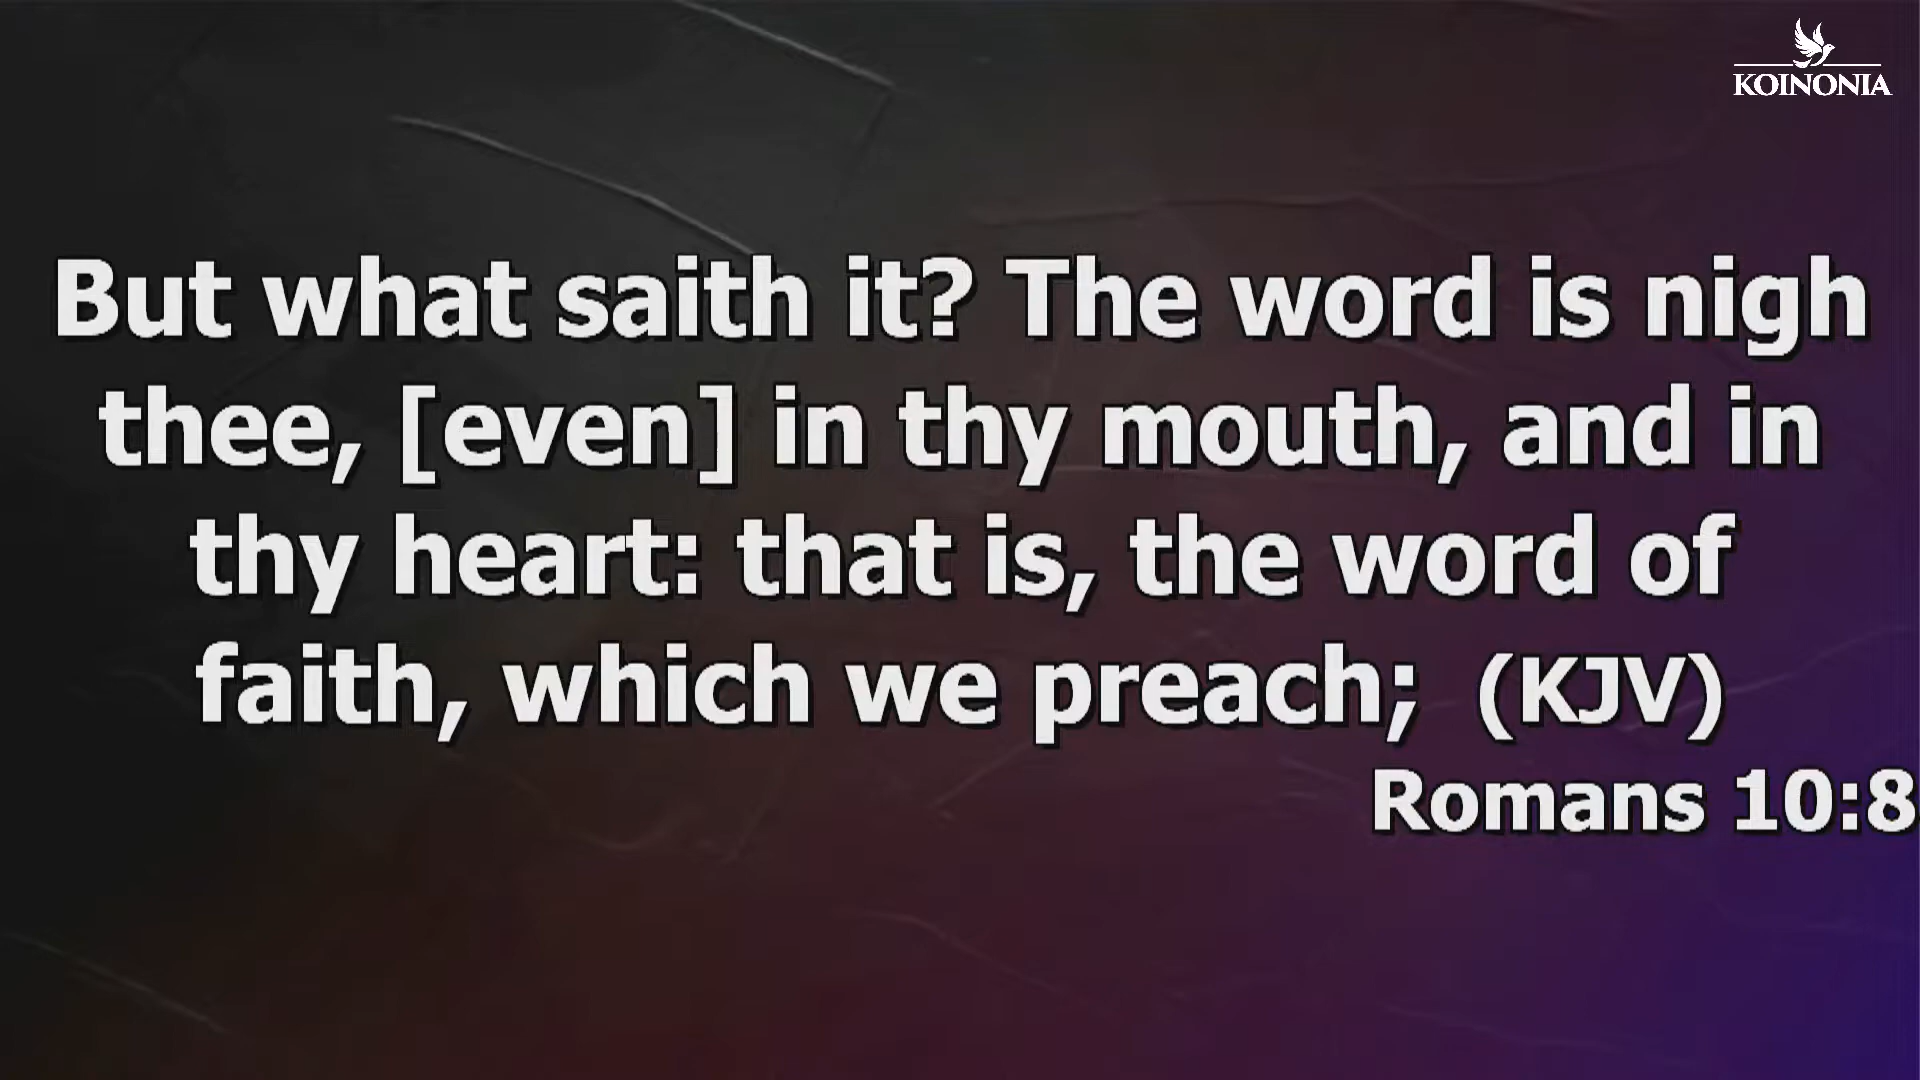 KOINONIA
But what saith it? The word is nigh
thee, [even] in thy mouth, and in
thy heart: that is, the word of
faith, which we preach; (KJV)
Romans 10:8